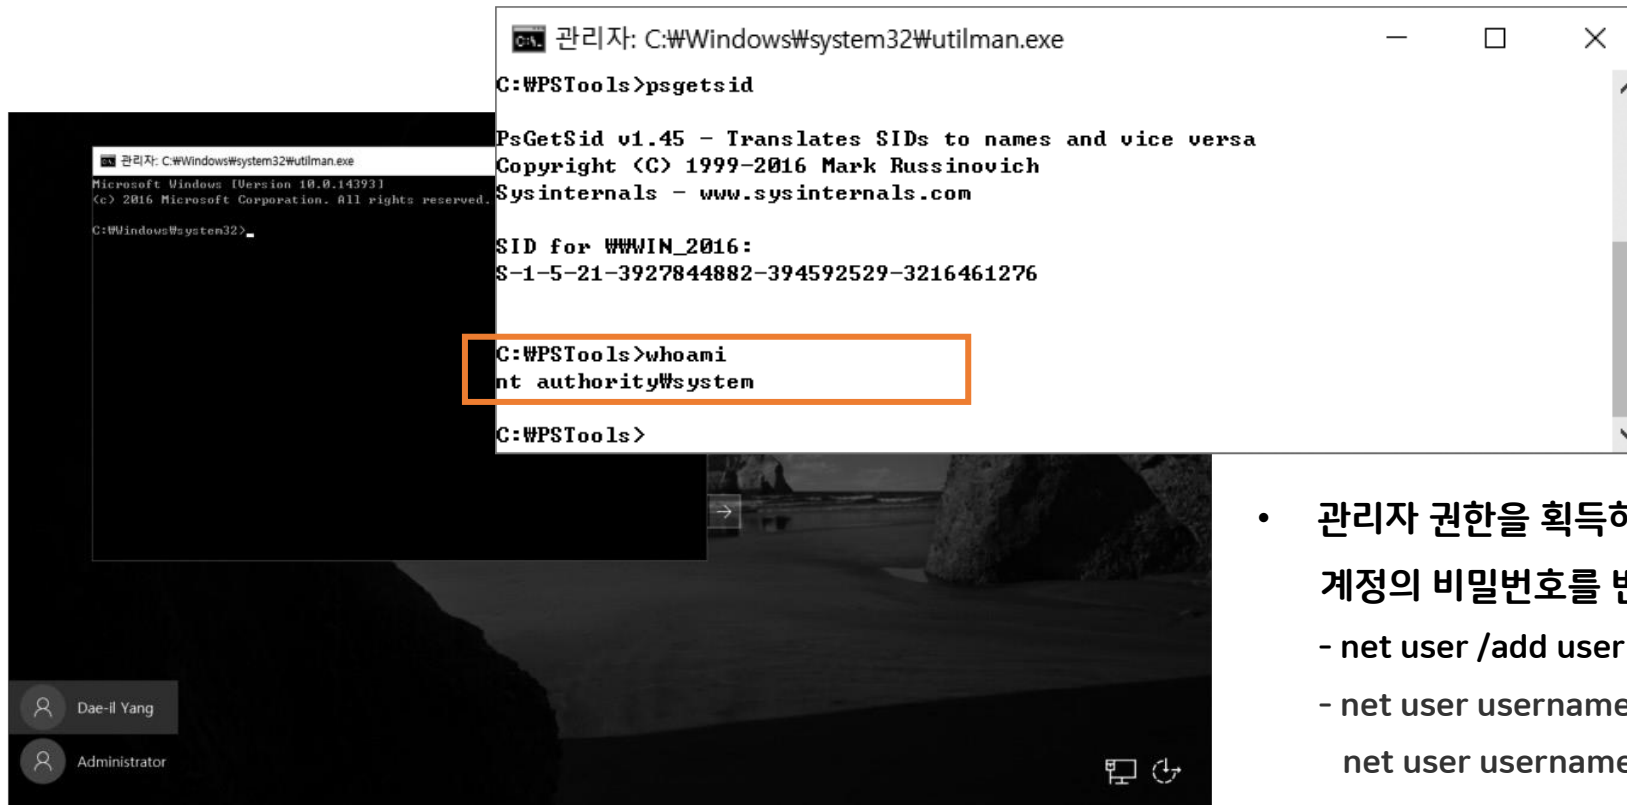 관리자: C:₩Windows₩system32₩utilman.exe
C:₩PSTools>psgetsid
PsGetSid v1.45 - Translates SIDs to names and vice versa
Copyright (C) 1999-2016 Mark Russinovich
Sysinternals - www.sysinternals.com
SID for ₩₩WIN_2016:
S-1-5-21-3927844882-394592529-3216461276
C:₩PSTools>whoami
nt authority₩system
C:₩PSTools>
관리자: C:₩Windows₩system32₩utilman.exe
Microsoft Windows [Version 10.0.14393]
(c) 2016 Microsoft Corporation. All rights reserved.
C:₩Windows₩system32>
Dae-il Yang
Administrator
• 관리자 권한을 획득
계정의 비밀번호를
- net user /add user
- net user username
net user username